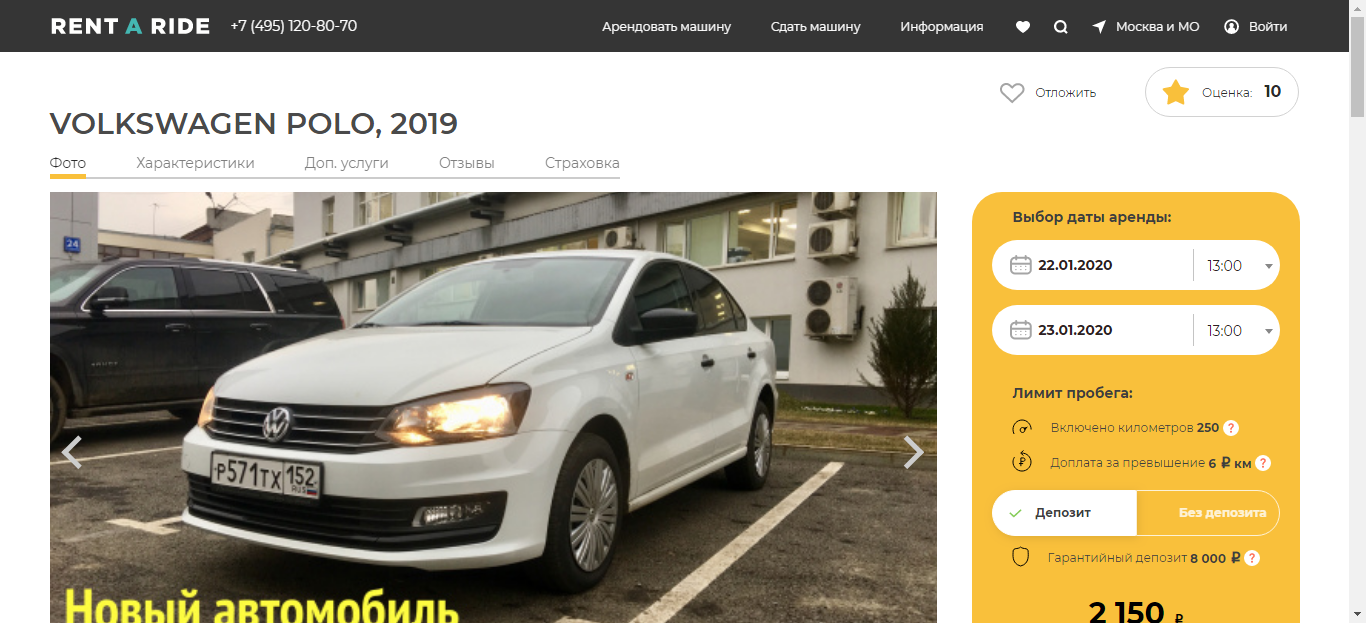 RENT A RIDE +7 (495) 120-80-70 Арендовать машину Сдать машину Информация Москва и МО Войти
Отложить Оценка: 10
VOLKSWAGEN POLO, 2019
Фото Характеристики Доп. услуги Отзывы Страховка
24
Р571ТХ 152
RUS
Новый автомобиль
Выбор даты аренды:
22.01.2020 13:00
23.01.2020 13:00
Лимит пробега:
Включено километров 250 ?
Доплата за превышение 6 ₽ км ?
Депозит Без депозита
Гарантийный депозит 8 000 ₽ ?
2 150 ₽